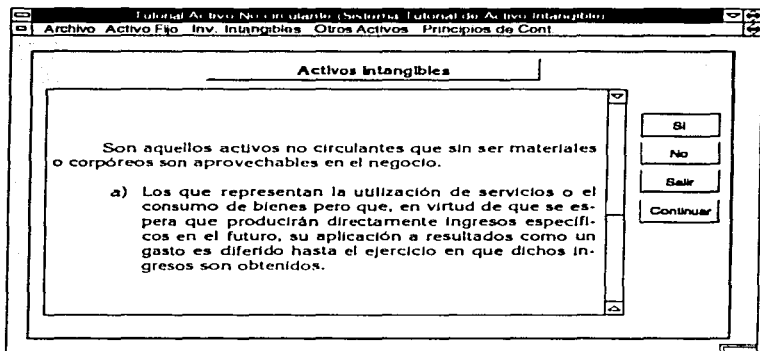 Tutorial Activo No circulante (Sistema Tutorial de Activo Intangible)
Archivo Activo Fijo Inv. Intangibles Otros Activos Principios de Cont.
Activos Intangibles
Son aquellos activos no circulantes que sin ser materiales
o corpóreos son aprovechables en el negocio.
a) Los que representan la utilización de servicios o el
consumo de bienes pero que, en virtud de que se es-
pera que producirán directamente ingresos específi-
cos en el futuro, su aplicación a resultados como un
gasto es diferido hasta el ejercicio en que dichos in-
gresos son obtenidos.
Si
No
Salir
Continuar